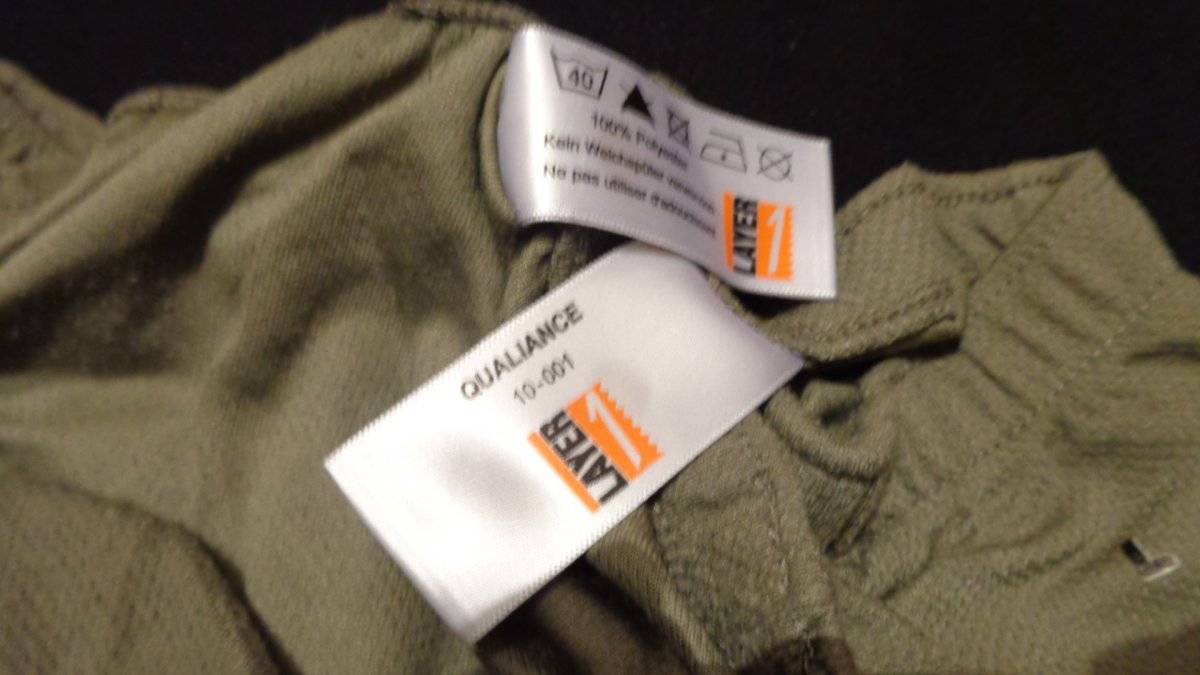 40
100% Polyester
Kein Weichspüler verwenden
Ne pas utiliser d'adoucissant
LAYER 1
QUALIANCE
10-001
LAYER 1
L